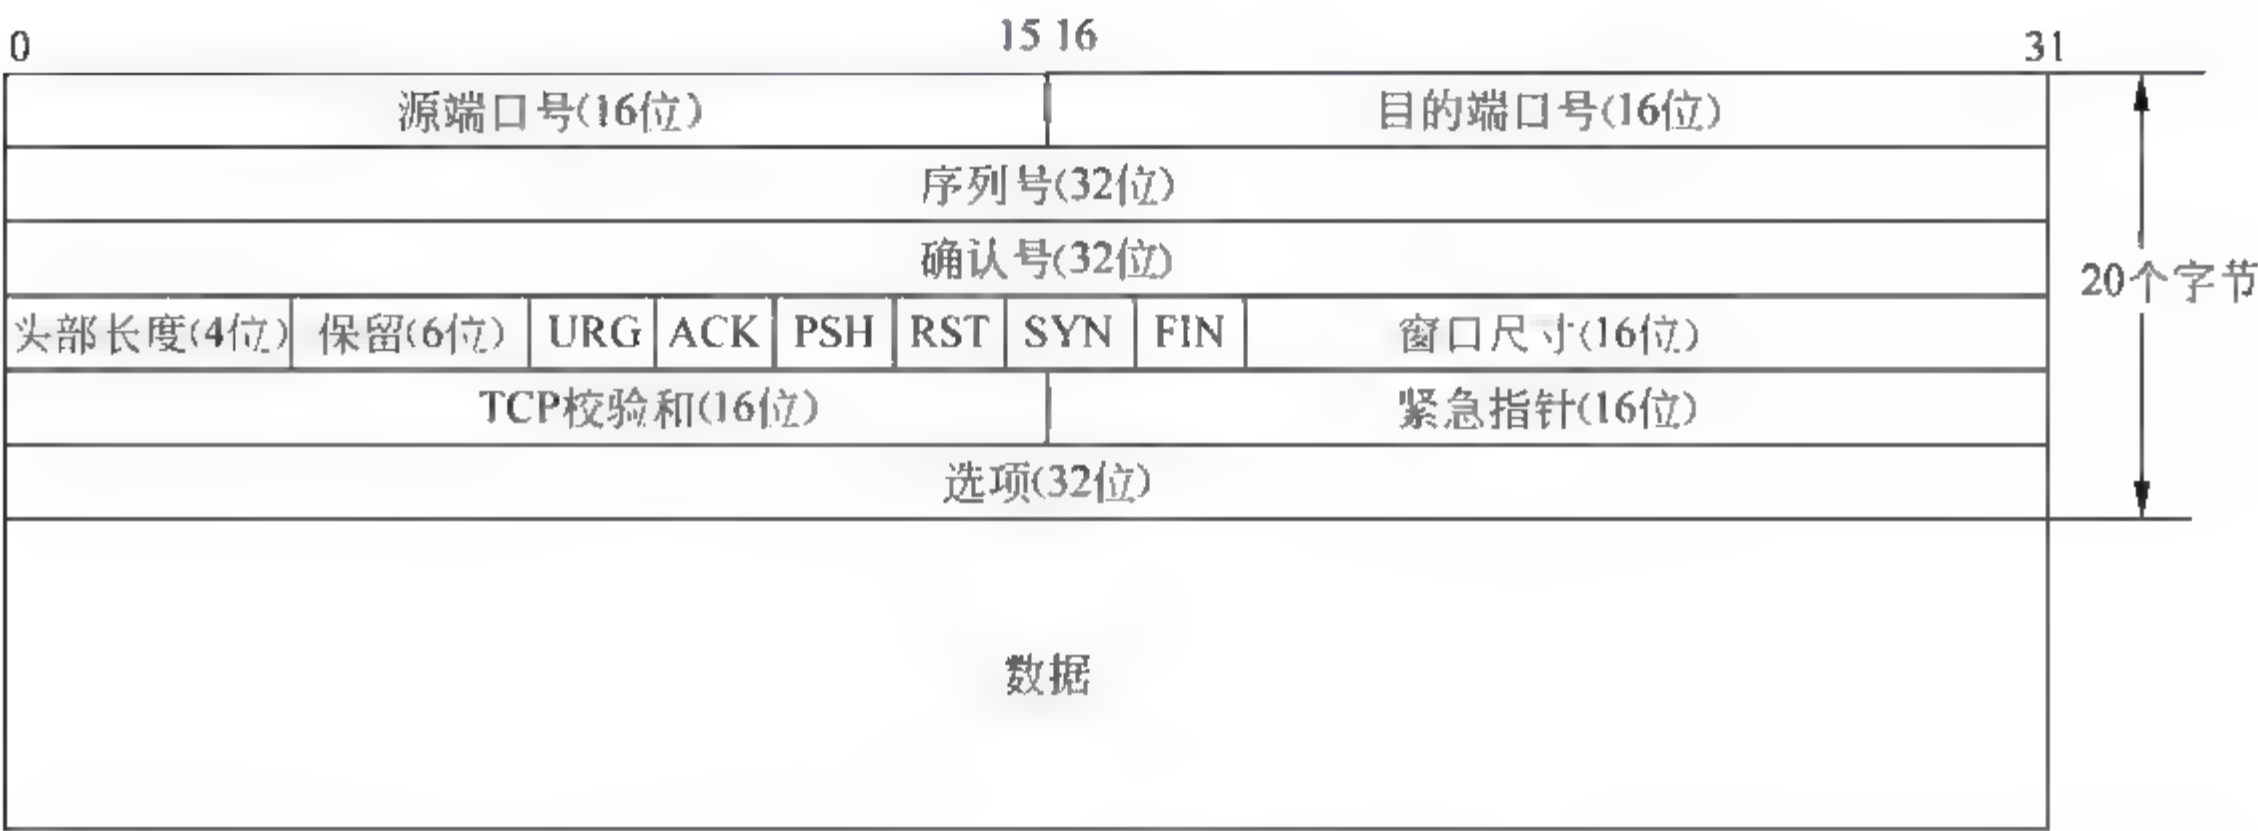 0 15 16 31
源端口号(16位) 目的端口号(16位)
序列号(32位)
确认号(32位)
20个字节
头部长度(4位) 保留(6位) URG ACK PSH RST SYN FIN 窗口尺寸(16位)
TCP校验和(16位) 紧急指针(16位)
选项(32位)
数据